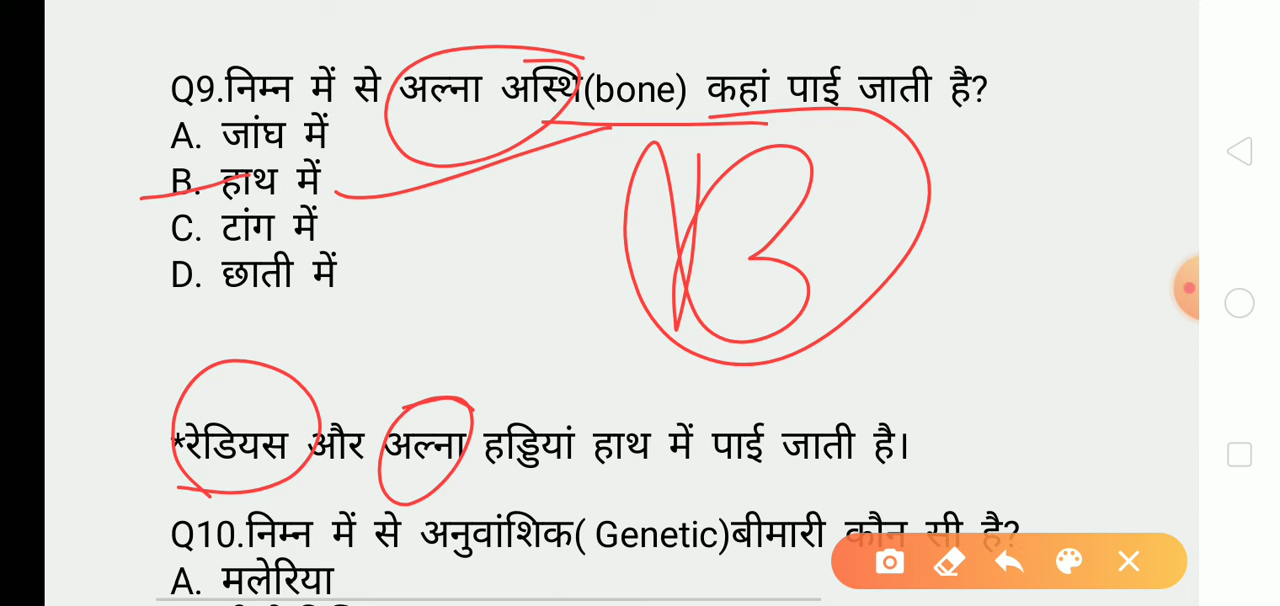 Q9.निम्न में से अल्ना अस्थि(bone) कहां पाई जाती है?
A. जांघ में
B. हाथ में
C. टांग में
D. छाती में
B
*रेडियस और अल्ना हड्डियां हाथ में पाई जाती है।
Q10.निम्न में से अनुवांशिक( Genetic)बीमारी कौन सी है?
A. मलेरिया